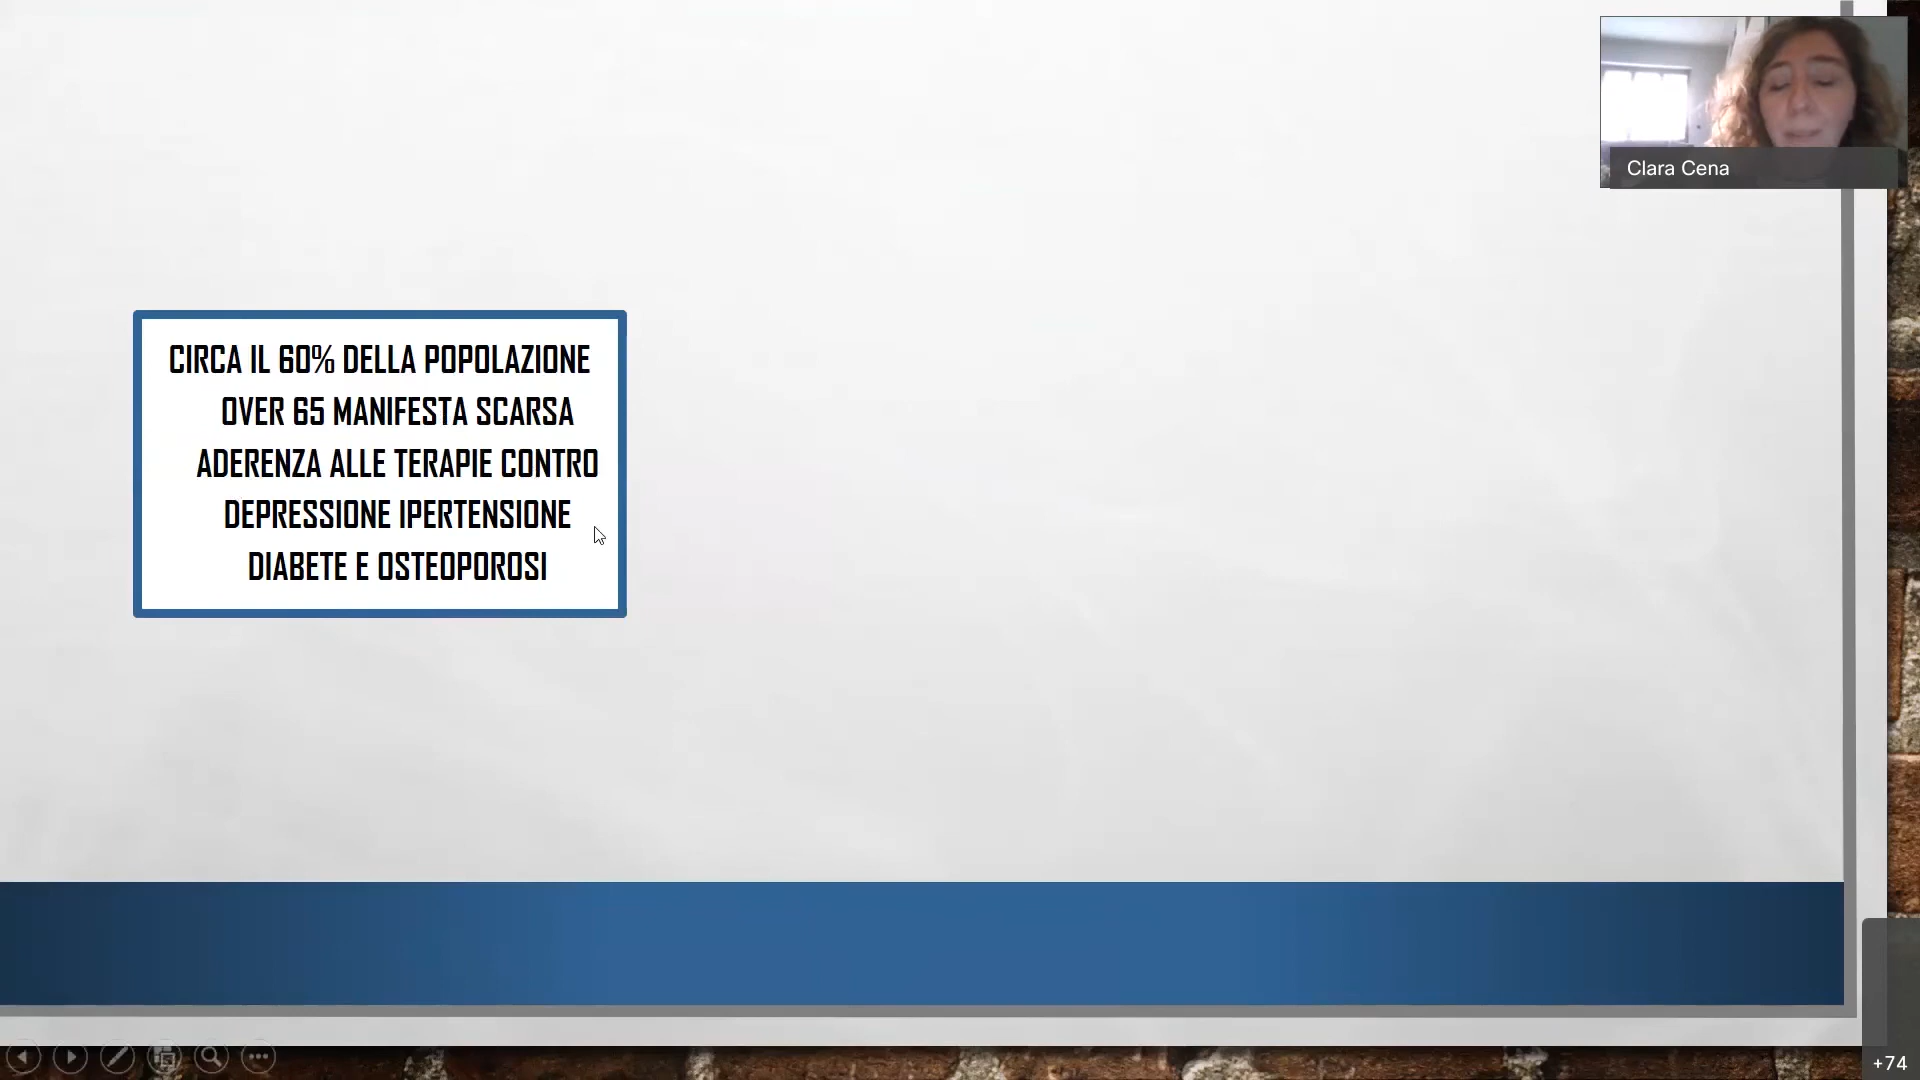 Clara Cena
CIRCA IL 60% DELLA POPOLAZIONE
OVER 65 MANIFESTA SCARSA
ADERENZA ALLE TERAPIE CONTRO
DEPRESSIONE IPERTENSIONE
DIABETE E OSTEOPOROSI
+74